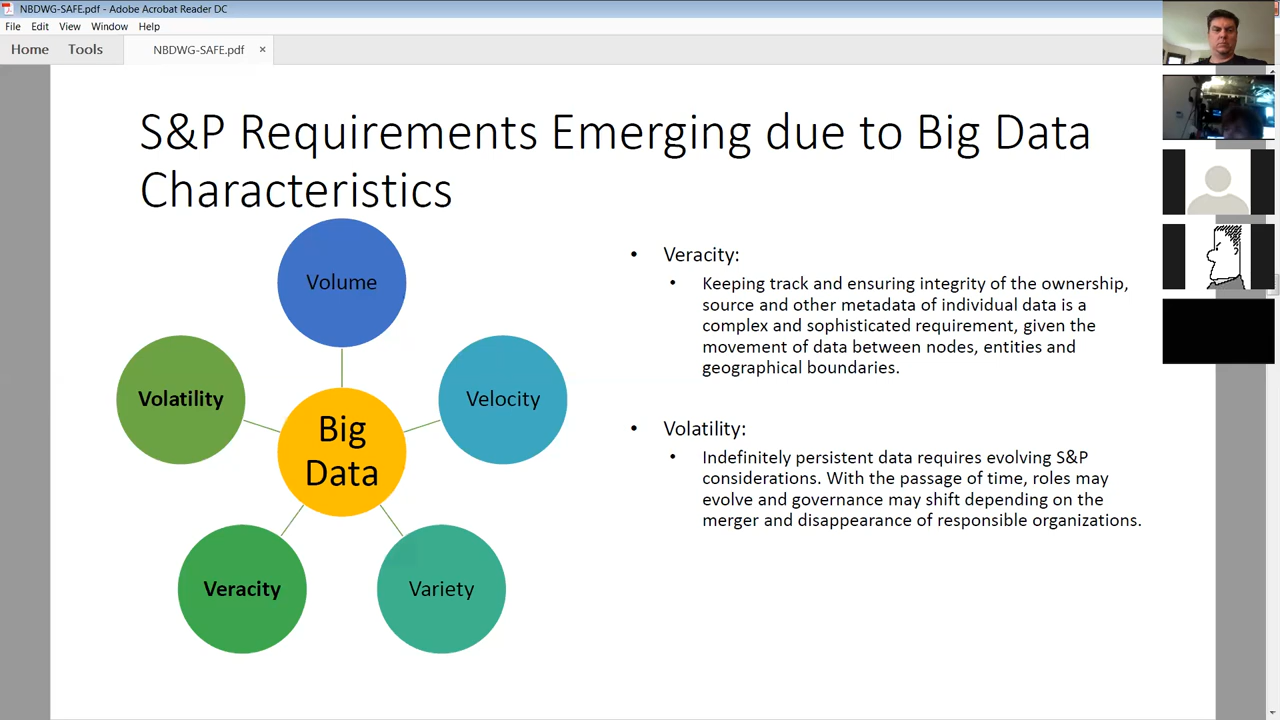 NBDWG-SAFE.pdf - Adobe Acrobat Reader DC
File Edit View Window Help
Home Tools NBDWG-SAFE.pdf ×
S&P Requirements Emerging due to Big Data
Characteristics
Volume
Volatility
Velocity
Big
Data
Veracity
Variety
• Veracity:
• Keeping track and ensuring integrity of the ownership,
source and other metadata of individual data is a
complex and sophisticated requirement, given the
movement of data between nodes, entities and
geographical boundaries.
• Volatility:
• Indefinitely persistent data requires evolving S&P
considerations. With the passage of time, roles may
evolve and governance may shift depending on the
merger and disappearance of responsible organizations.